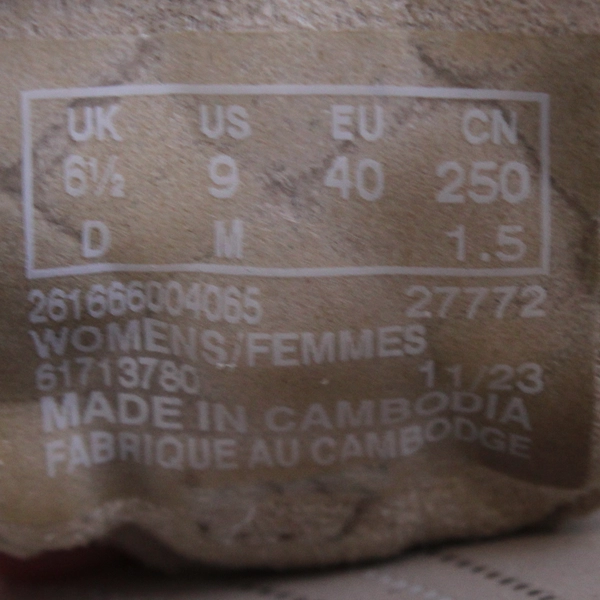 UK US EU CN
6½ 9 40 250
D M 1.5
261666004065 27772
WOMENS/FEMMES
61713780 11/23
MADE IN CAMBODIA
FABRIQUE AU CAMBODGE